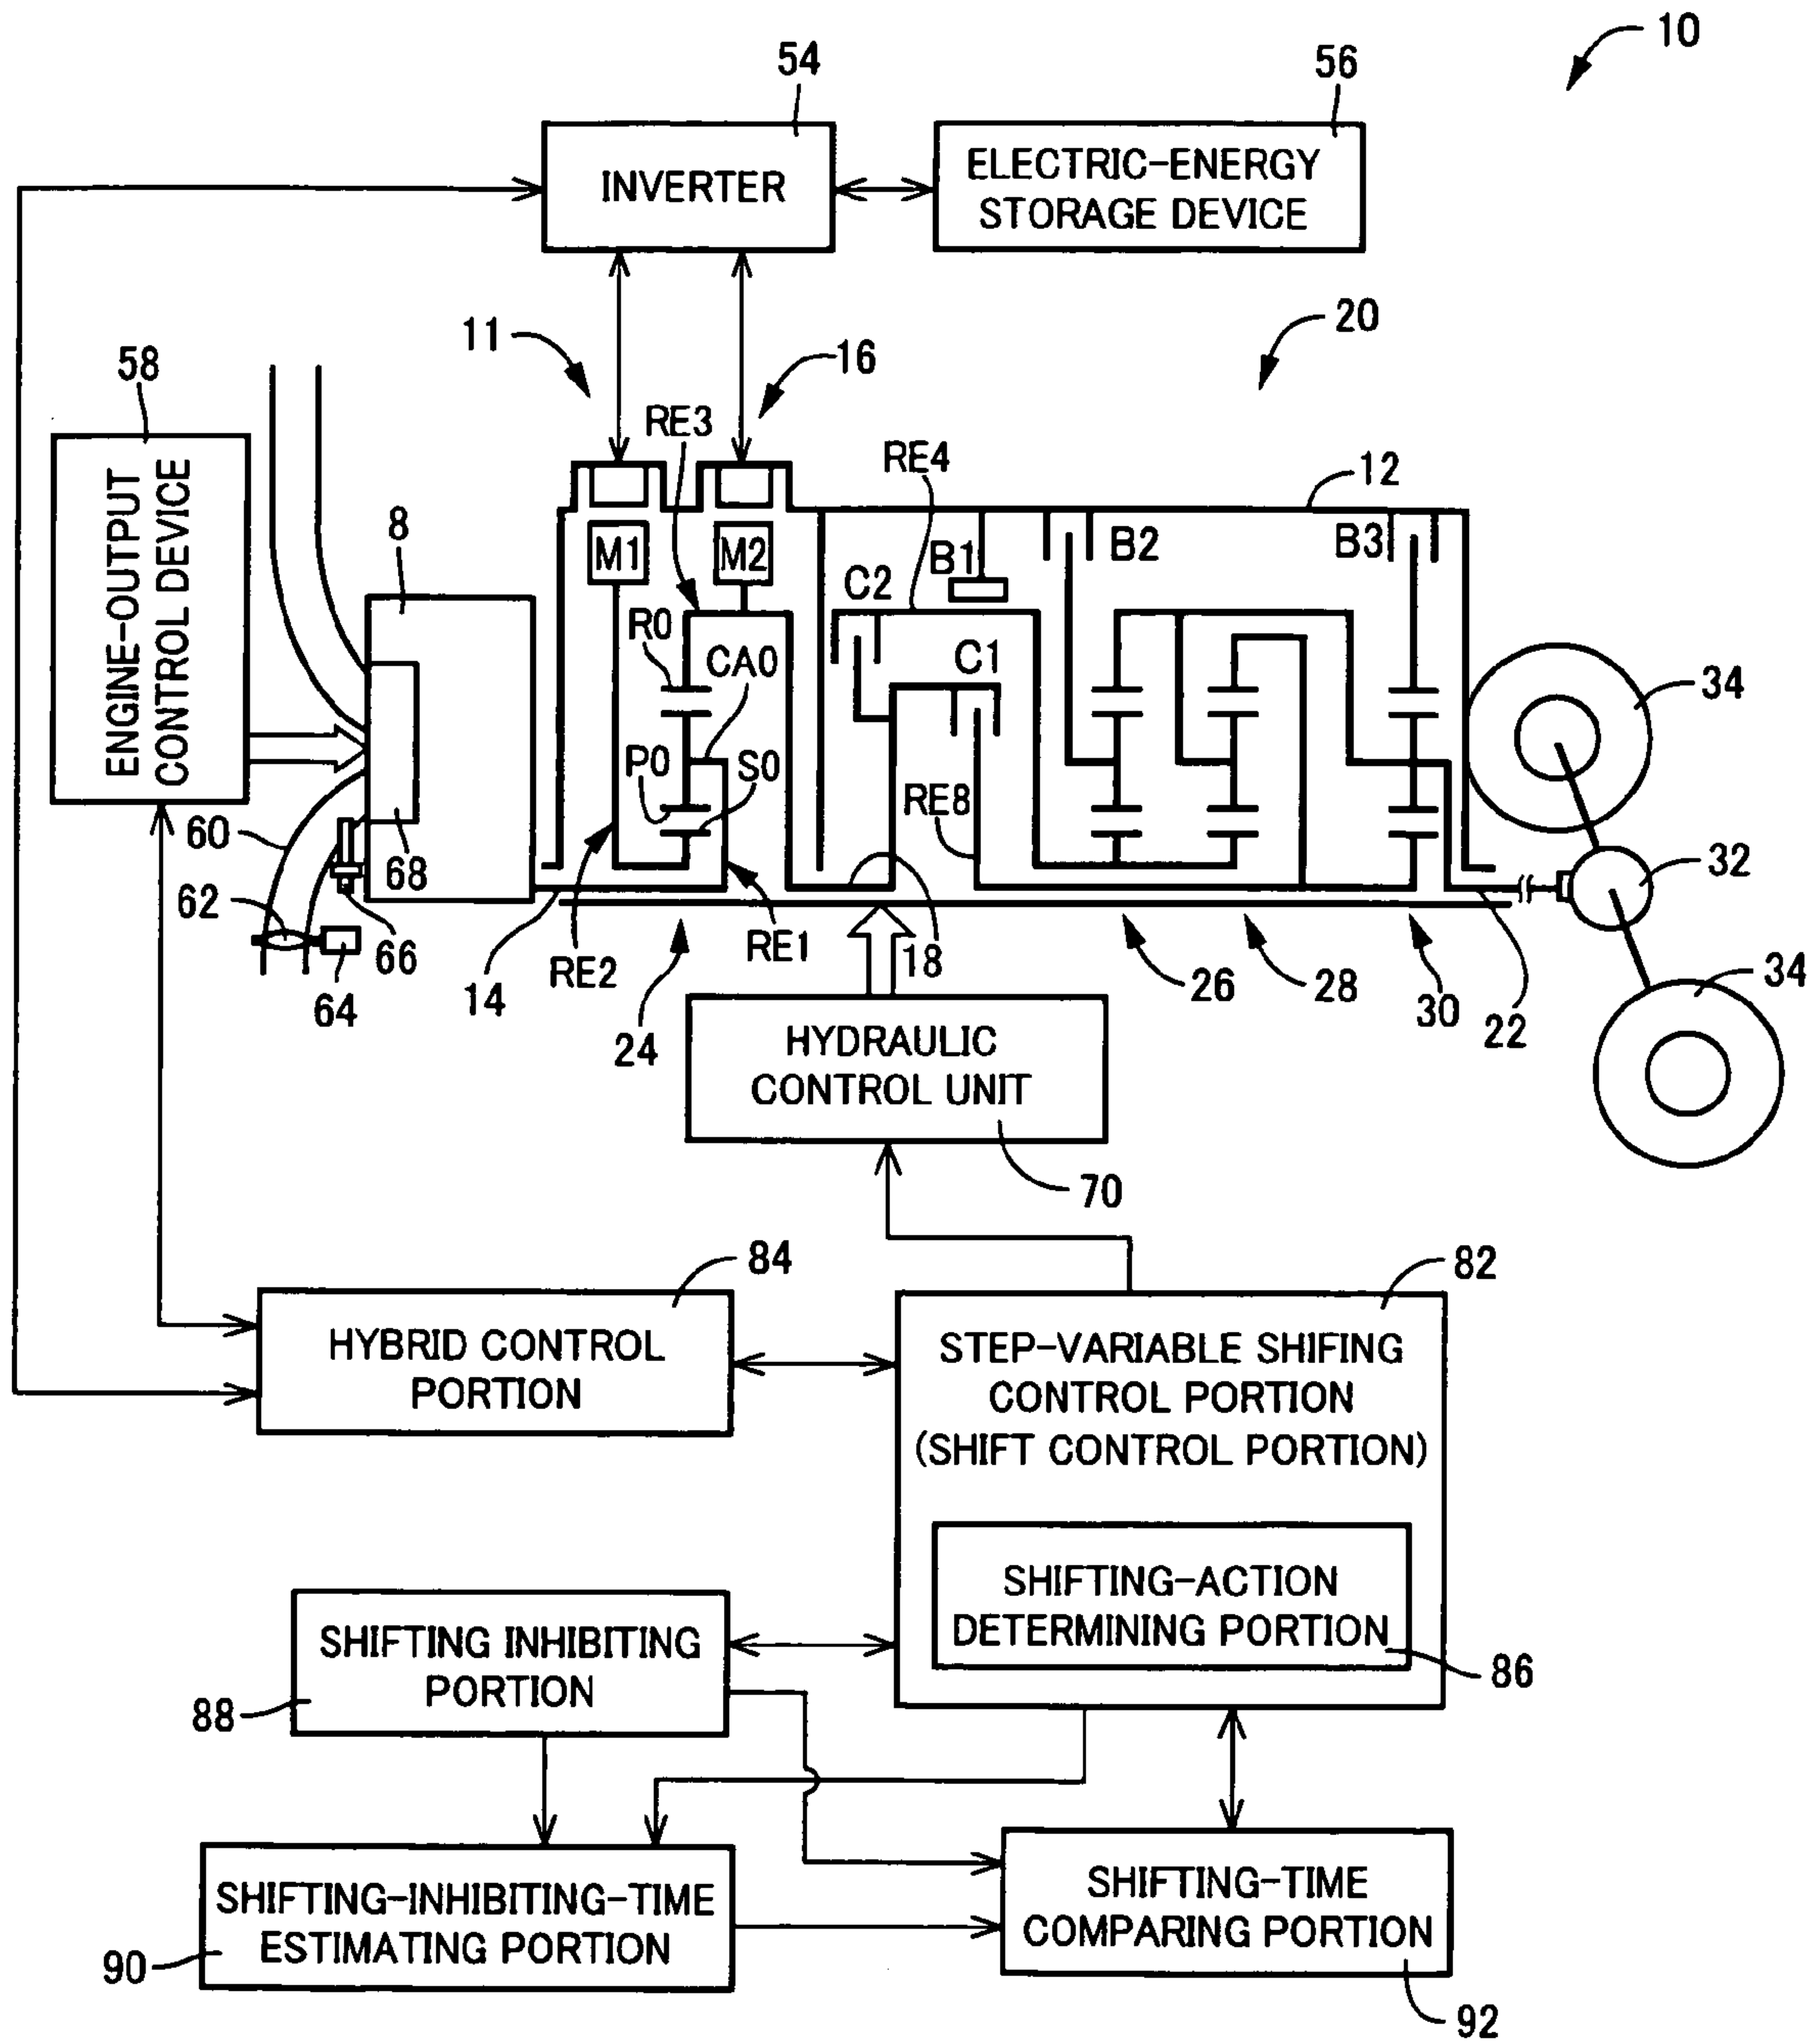 10
54
56
INVERTER
ELECTRIC-ENERGY
STORAGE DEVICE
11
16
20
58
RE3
RE4
12
ENGINE-OUTPUT
CONTROL DEVICE
8
M1
M2
B1
B2
B3
C2
R0
CA0
C1
34
P0
S0
RE8
60
68
32
62
66
64
14
RE2
RE1
18
24
26
28
30
22
34
HYDRAULIC
CONTROL UNIT
70
84
82
HYBRID CONTROL
PORTION
STEP-VARIABLE SHIFING
CONTROL PORTION
(SHIFT CONTROL PORTION)
SHIFTING-ACTION
DETERMINING PORTION
86
SHIFTING INHIBITING
PORTION
88
SHIFTING-INHIBITING-TIME
ESTIMATING PORTION
90
SHIFTING-TIME
COMPARING PORTION
92